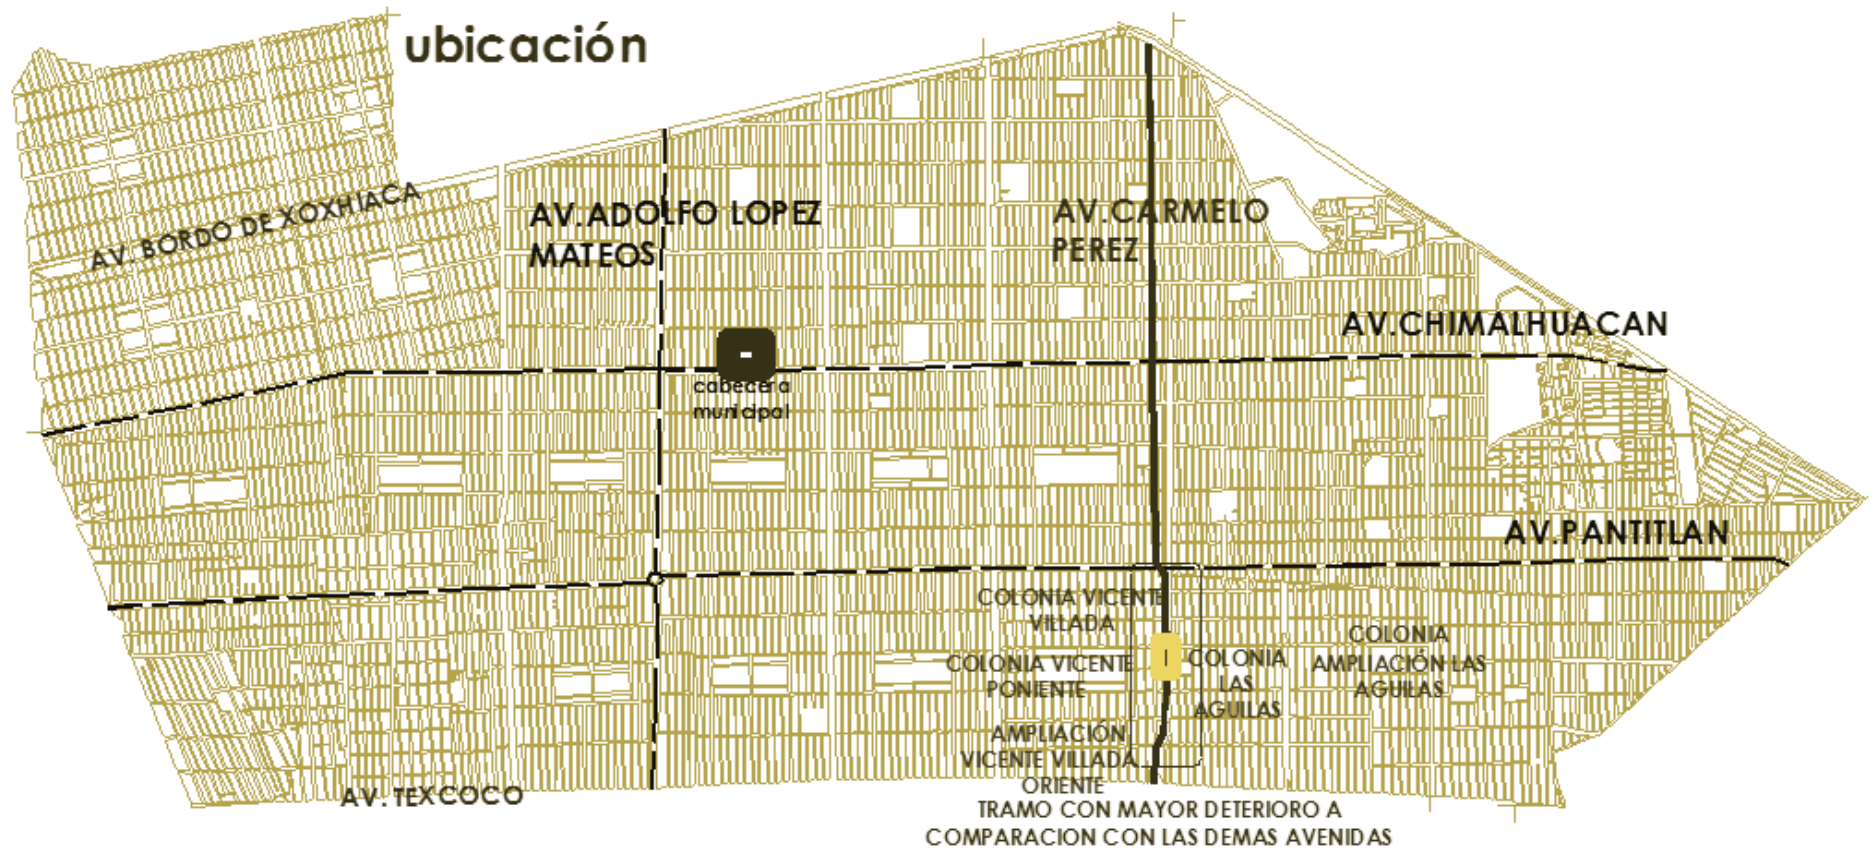 ubicación
AV. BORDO DE XOXHIACA
AV.ADOLFO LOPEZ
MATEOS
AV.CARMELO
PEREZ
AV.CHIMALHUACAN
cabecera
municipal
AV.PANTITLAN
COLONIA VICENTE
VILLADA
COLONIA VICENTE
PONIENTE
COLONIA
LAS
AGUILAS
COLONIA
AMPLIACIÓN LAS
AGUILAS
AMPLIACIÓN
VICENTE VILLADA
ORIENTE
AV. TEXCOCO
TRAMO CON MAYOR DETERIORO A
COMPARACION CON LAS DEMAS AVENIDAS